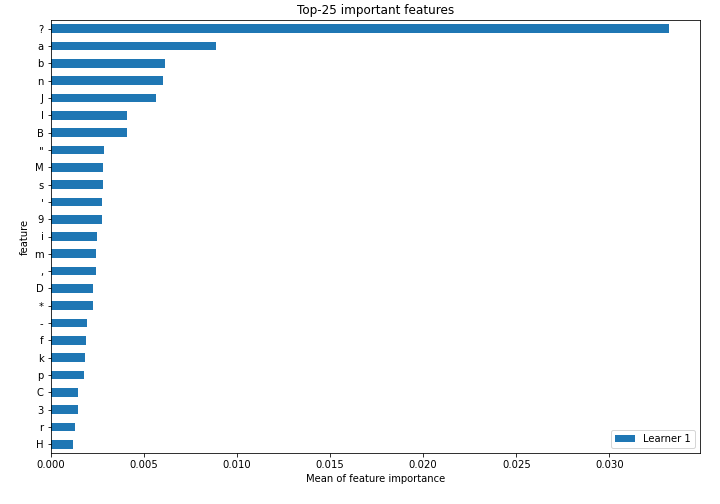 Top-25 important features
?
a
b
n
J
l
B
"
M
s
'
9
i
m
,
D
*
-
f
k
p
C
3
r
H
feature
0.000 0.005 0.010 0.015 0.020 0.025 0.030
Mean of feature importance
Learner 1